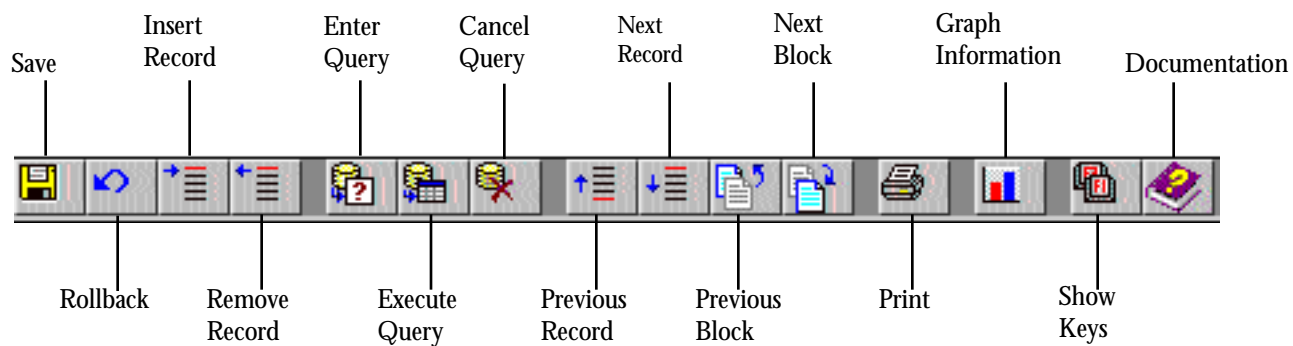 Save
Insert
Record
Enter
Query
Cancel
Query
Next
Record
Next
Block
Graph
Information
Documentation
?
FI
?
Rollback
Remove
Record
Execute
Query
Previous
Record
Previous
Block
Print
Show
Keys